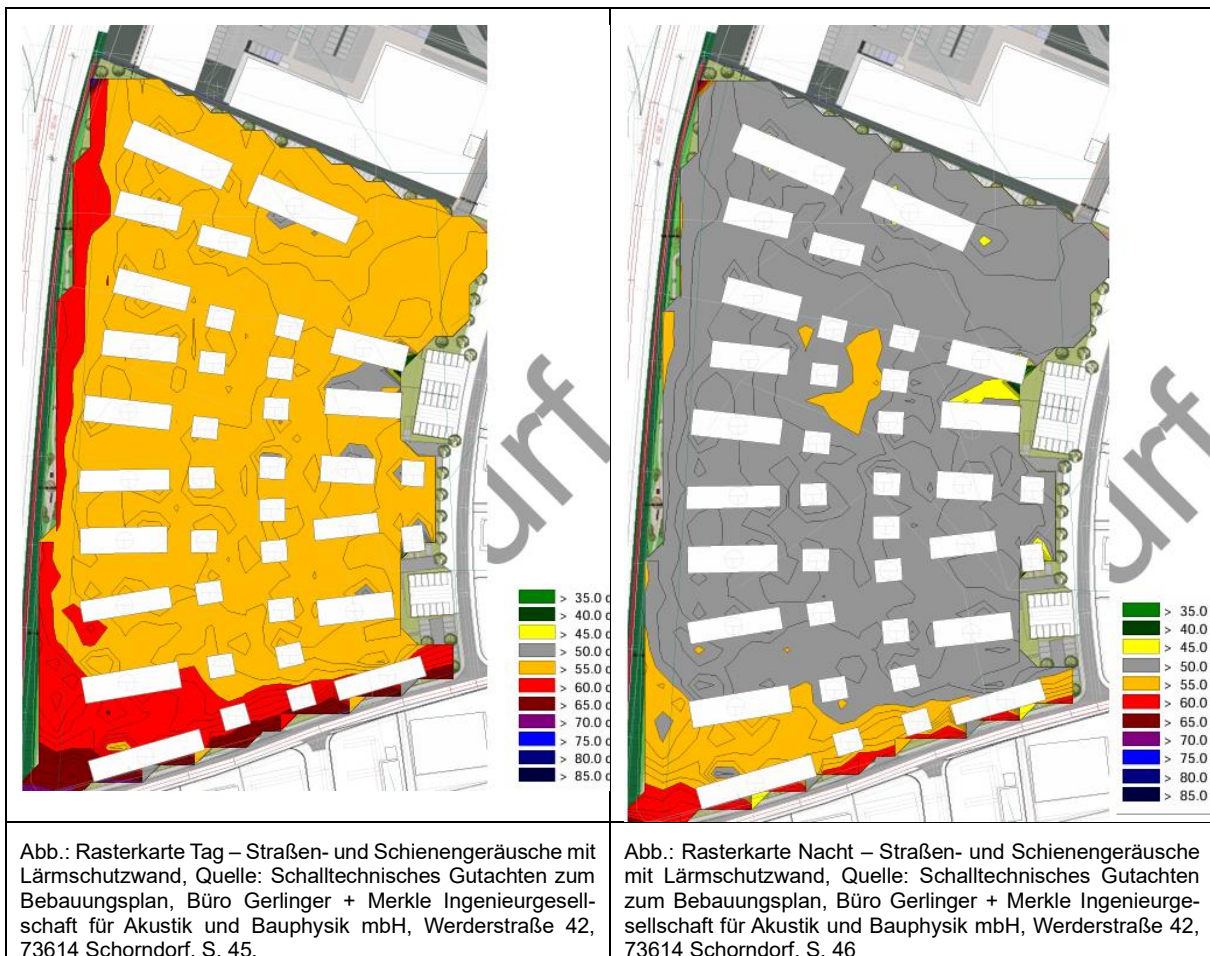 urf
> 35.0 d
> 40.0 d
> 45.0 d
> 50.0 d
> 55.0 d
> 60.0 d
> 65.0 d
> 70.0 d
> 75.0 d
> 80.0 d
> 85.0 d
urf
> 35.0
> 40.0
> 45.0
> 50.0
> 55.0
> 60.0
> 65.0
> 70.0
> 75.0
> 80.0
> 85.0
Abb.: Rasterkarte Tag – Straßen- und Schienengeräusche mit
Lärmschutzwand, Quelle: Schalltechnisches Gutachten zum
Bebauungsplan, Büro Gerlinger + Merkle Ingenieurgesell-
schaft für Akustik und Bauphysik mbH, Werderstraße 42,
73614 Schorndorf, S. 45.
Abb.: Rasterkarte Nacht – Straßen- und Schienengeräusche
mit Lärmschutzwand, Quelle: Schalltechnisches Gutachten
zum Bebauungsplan, Büro Gerlinger + Merkle Ingenieurge-
sellschaft für Akustik und Bauphysik mbH, Werderstraße 42,
73614 Schorndorf, S. 46